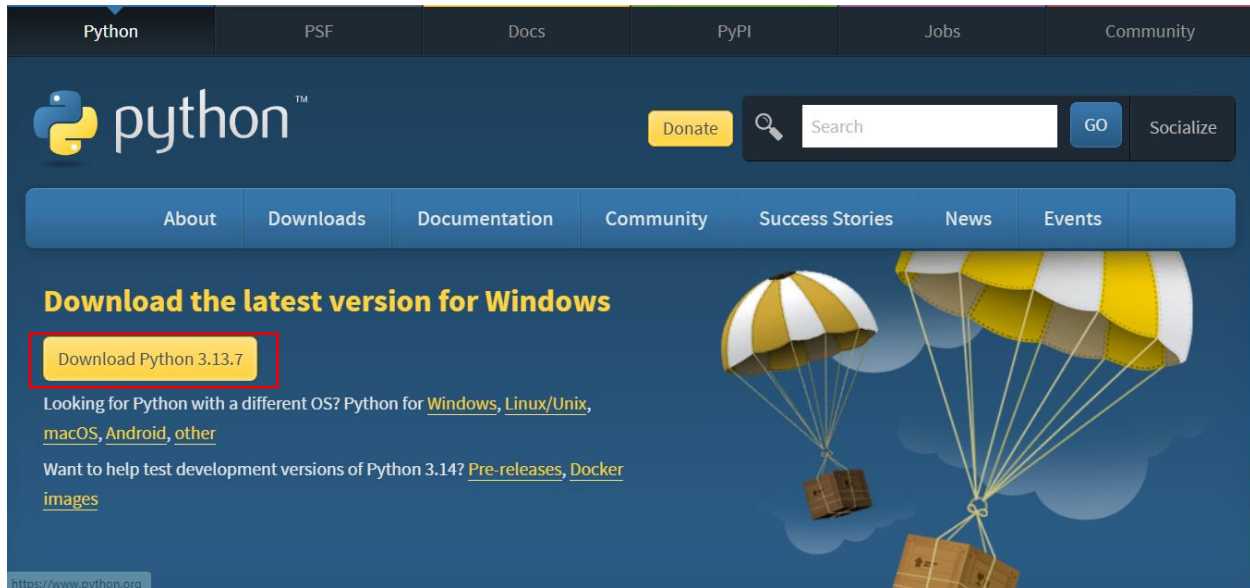 Python PSF Docs PyPI Jobs Community
python™
Donate Search GO Socialize
About Downloads Documentation Community Success Stories News Events
Download the latest version for Windows
Download Python 3.13.7
Looking for Python with a different OS? Python for Windows, Linux/Unix,
macOS, Android, other
Want to help test development versions of Python 3.14? Pre-releases, Docker
images
https://www.python.org